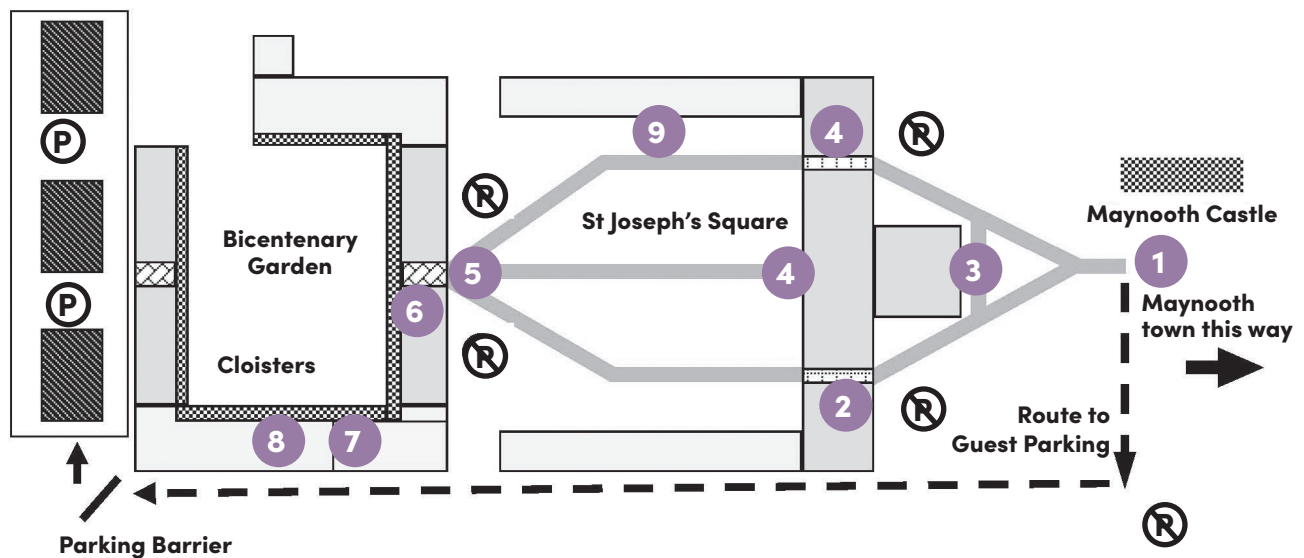 9
4
P
St Joseph's Square
Maynooth Castle
Bicentenary
Garden
5
4
3
1
6
P
Maynooth
town this way
Cloisters
2
Route to
Guest Parking
8
7
Parking Barrier
P
P
P
P
P